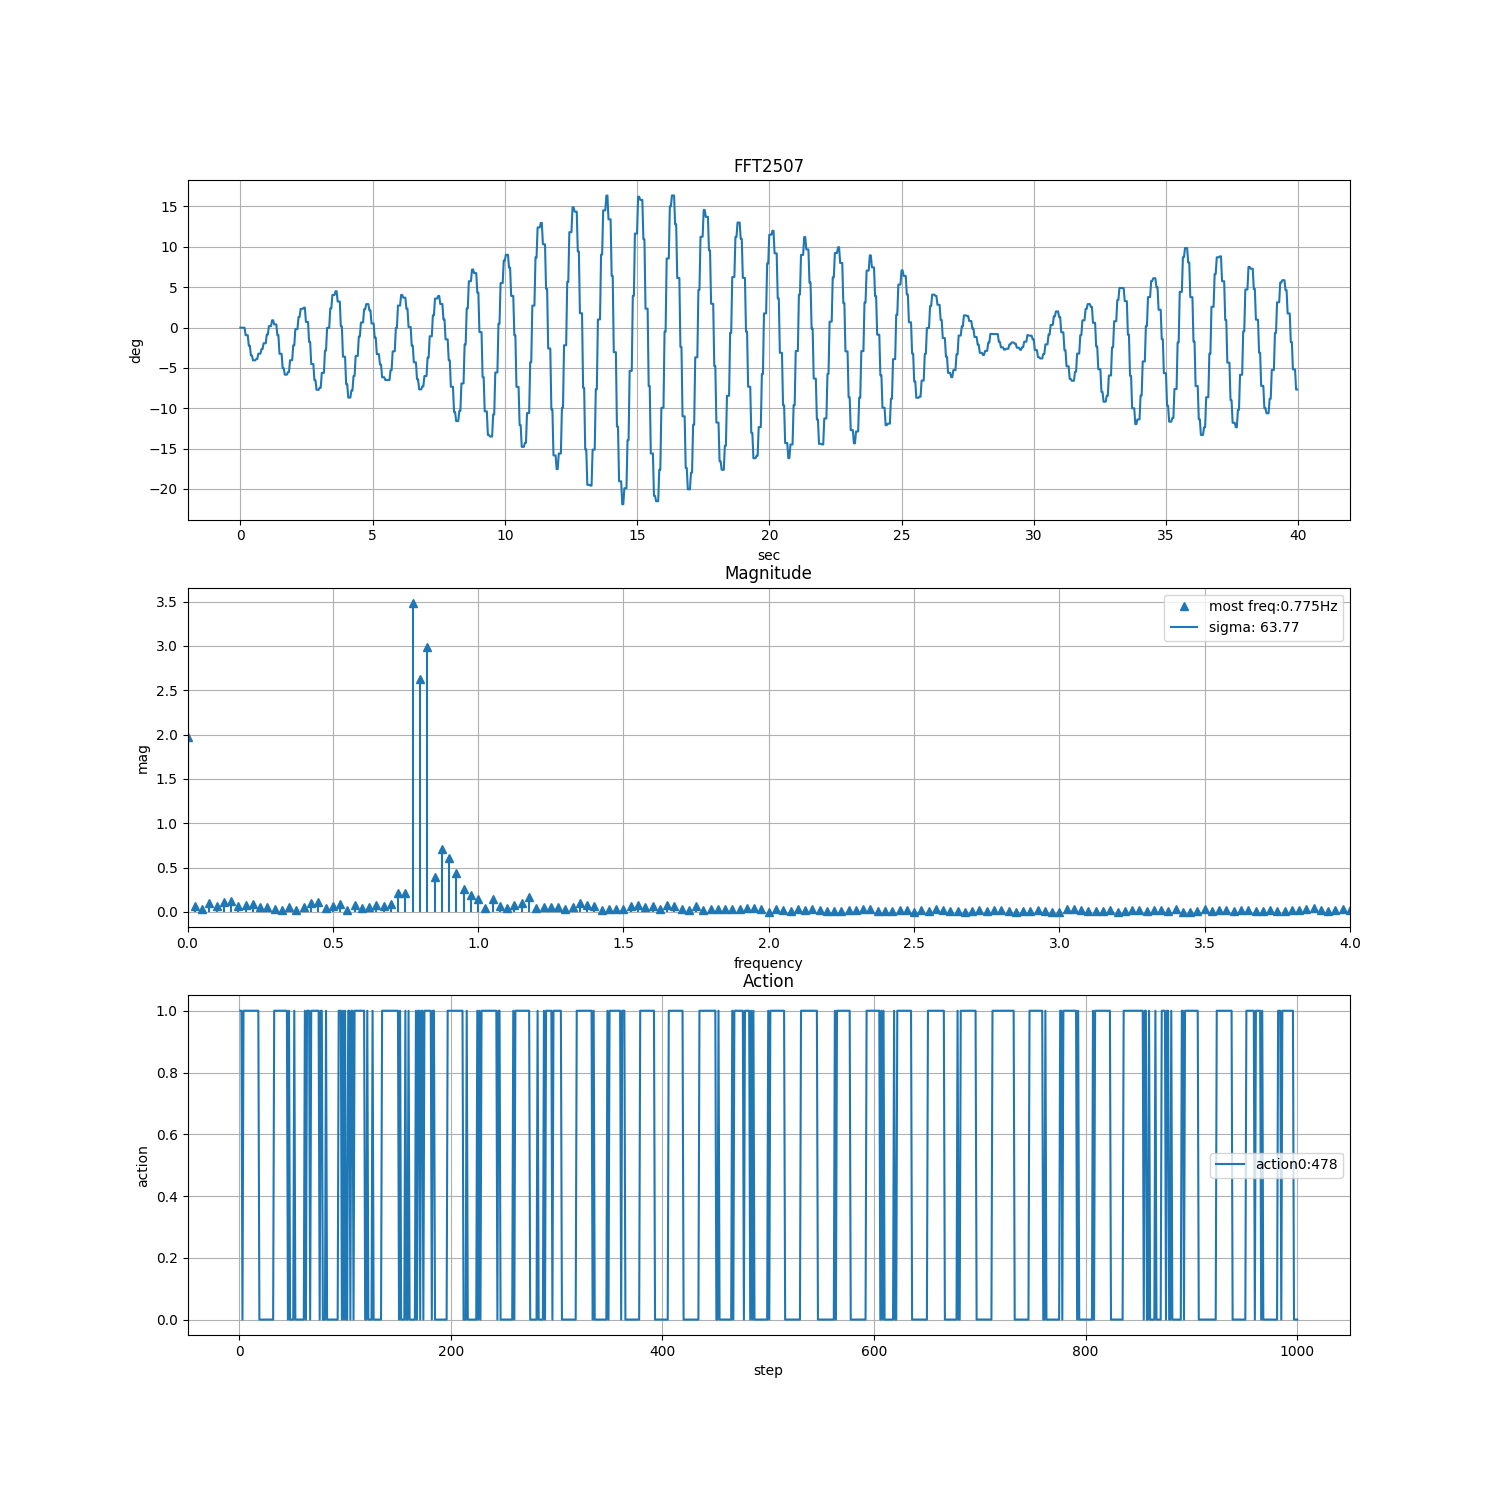 FFT2507
15
10
5
0
−5
−10
−15
−20
deg
0 5 10 15 20 25 30 35 40
sec
Magnitude
3.5
3.0
2.5
2.0
1.5
1.0
0.5
0.0
mag
most freq:0.775Hz
sigma: 63.77
0.0 0.5 1.0 1.5 2.0 2.5 3.0 3.5 4.0
frequency
Action
1.0
0.8
0.6
0.4
0.2
0.0
action
action0:478
0 200 400 600 800 1000
step